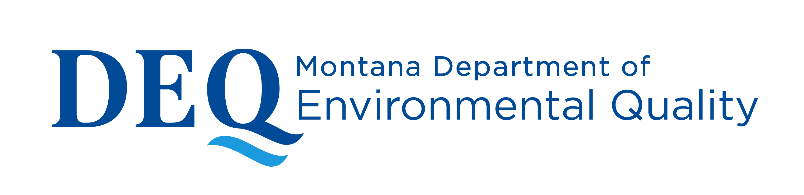 DEQ
Montana Department of
Environmental Quality